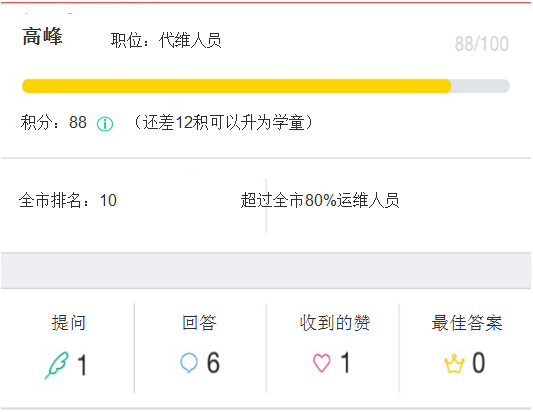 高峰 职位：代维人员 88/100
积分：88 （还差12积可以升为学童）
全市排名：10 超过全市80%运维人员
提问 回答 收到的赞 最佳答案
1 6 1 0